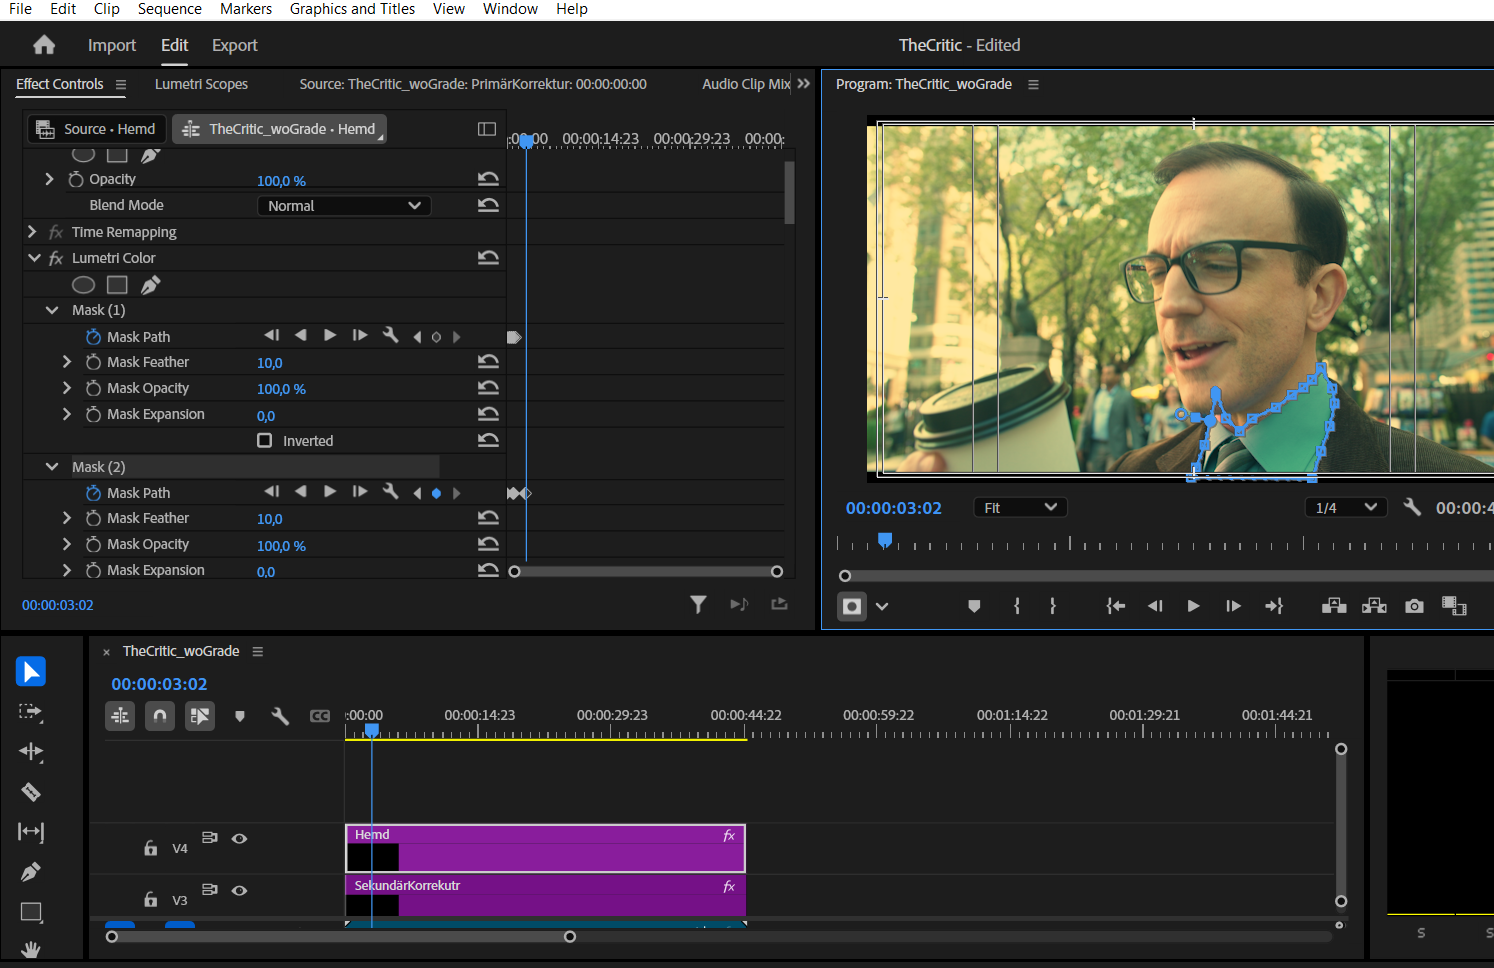 File Edit Clip Sequence Markers Graphics and Titles View Window Help
Import Edit Export
TheCritic - Edited
Effect Controls Lumetri Scopes Source: TheCritic_woGrade: PrimärKorrektur: 00:00:00:00 Audio Clip Mix
Program: TheCritic_woGrade
Source • Hemd TheCritic_woGrade • Hemd
:00:00 00:00:14:23 00:00:29:23 00:00:
Opacity 100,0 %
Blend Mode Normal
fx Time Remapping
fx Lumetri Color
Mask (1)
Mask Path
Mask Feather 10,0
Mask Opacity 100,0 %
Mask Expansion 0,0
Inverted
Mask (2)
Mask Path
Mask Feather 10,0
Mask Opacity 100,0 %
Mask Expansion 0,0
00:00:03:02
00:00:03:02 Fit 1/4 00:00:4
TheCritic_woGrade
00:00:03:02
CC
:00:00 00:00:14:23 00:00:29:23 00:00:44:22 00:00:59:22 00:01:14:22 00:01:29:21 00:01:44:21
V4 Hemd fx
V3 SekundärKorrekutr fx
S S